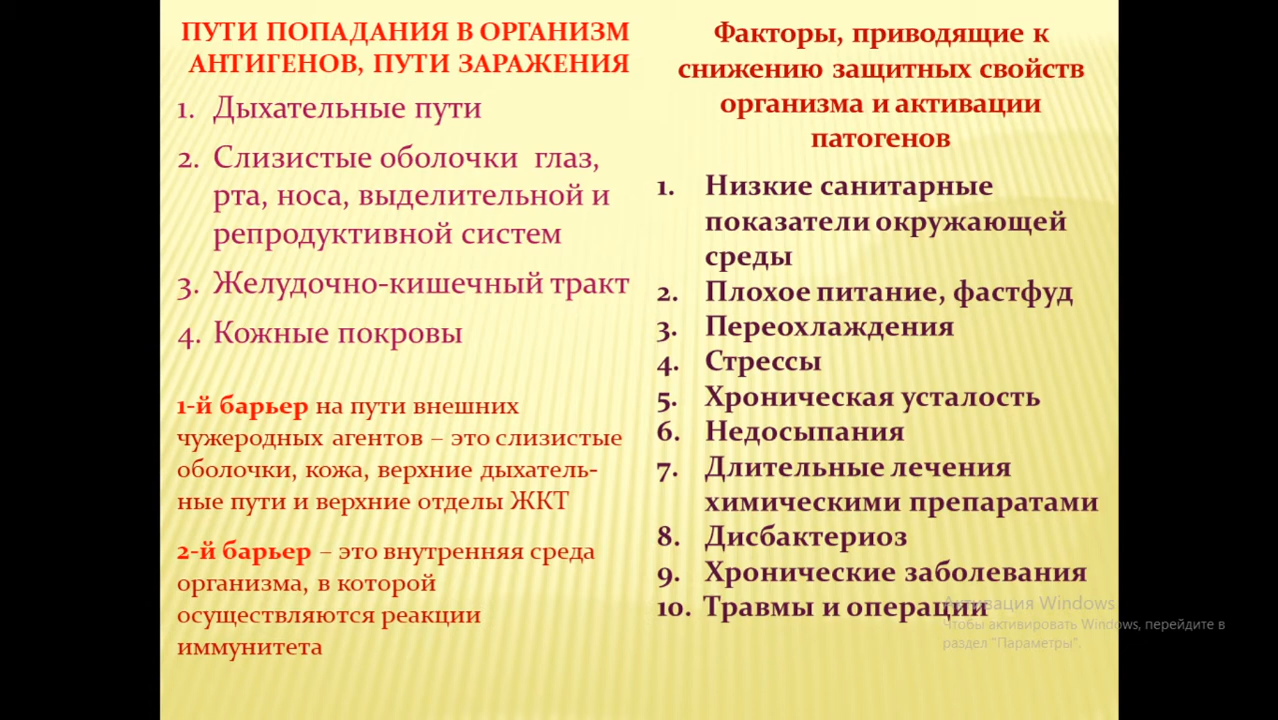 ПУТИ ПОПАДАНИЯ В ОРГАНИЗМ
АНТИГЕНОВ, ПУТИ ЗАРАЖЕНИЯ
1. Дыхательные пути
2. Слизистые оболочки глаз,
рта, носа, выделительной и
репродуктивной систем
3. Желудочно-кишечный тракт
4. Кожные покровы
1-й барьер на пути внешних
чужеродных агентов – это слизистые
оболочки, кожа, верхние дыхатель-
ные пути и верхние отделы ЖКТ
2-й барьер – это внутренняя среда
организма, в которой
осуществляются реакции
иммунитета
Факторы, приводящие к
снижению защитных свойств
организма и активации
патогенов
1. Низкие санитарные
показатели окружающей
среды
2. Плохое питание, фастфуд
3. Переохлаждения
4. Стрессы
5. Хроническая усталость
6. Недосыпания
7. Длительные лечения
химическими препаратами
8. Дисбактериоз
9. Хронические заболевания
10. Травмы и операции
Активация Windows
Чтобы активировать Windows, перейдите в
раздел "Параметры".